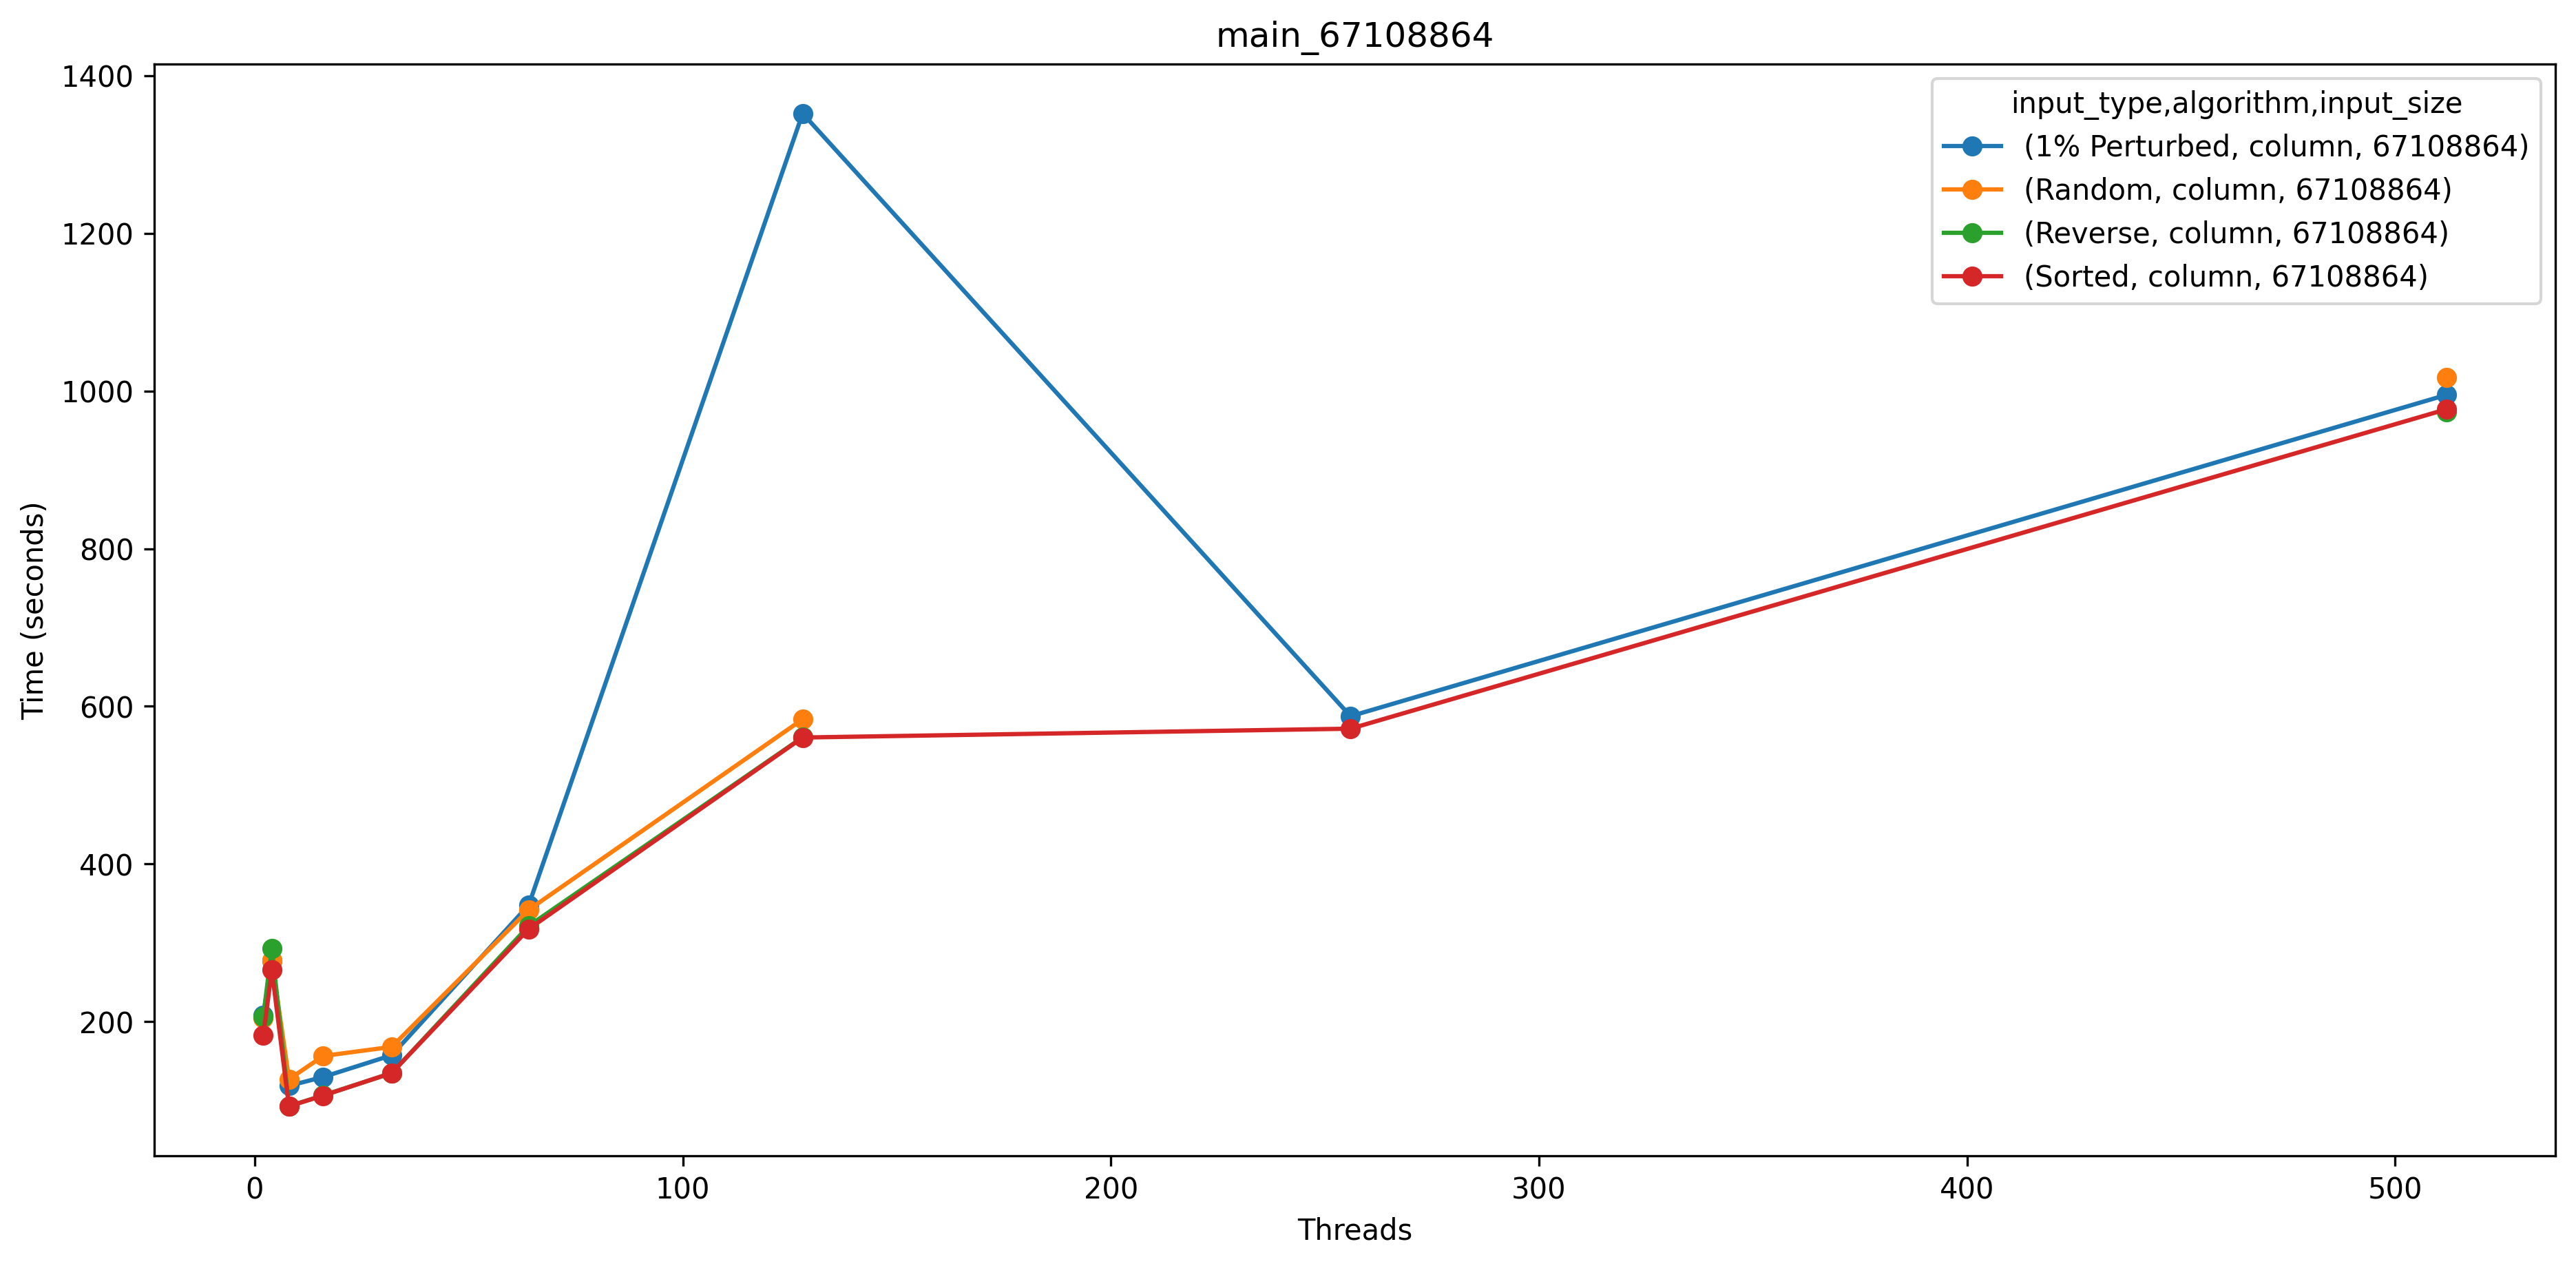 main_67108864
1400
1200
1000
800
600
400
200
Time (seconds)
0 100 200 300 400 500
Threads
input_type,algorithm,input_size
(1% Perturbed, column, 67108864)
(Random, column, 67108864)
(Reverse, column, 67108864)
(Sorted, column, 67108864)